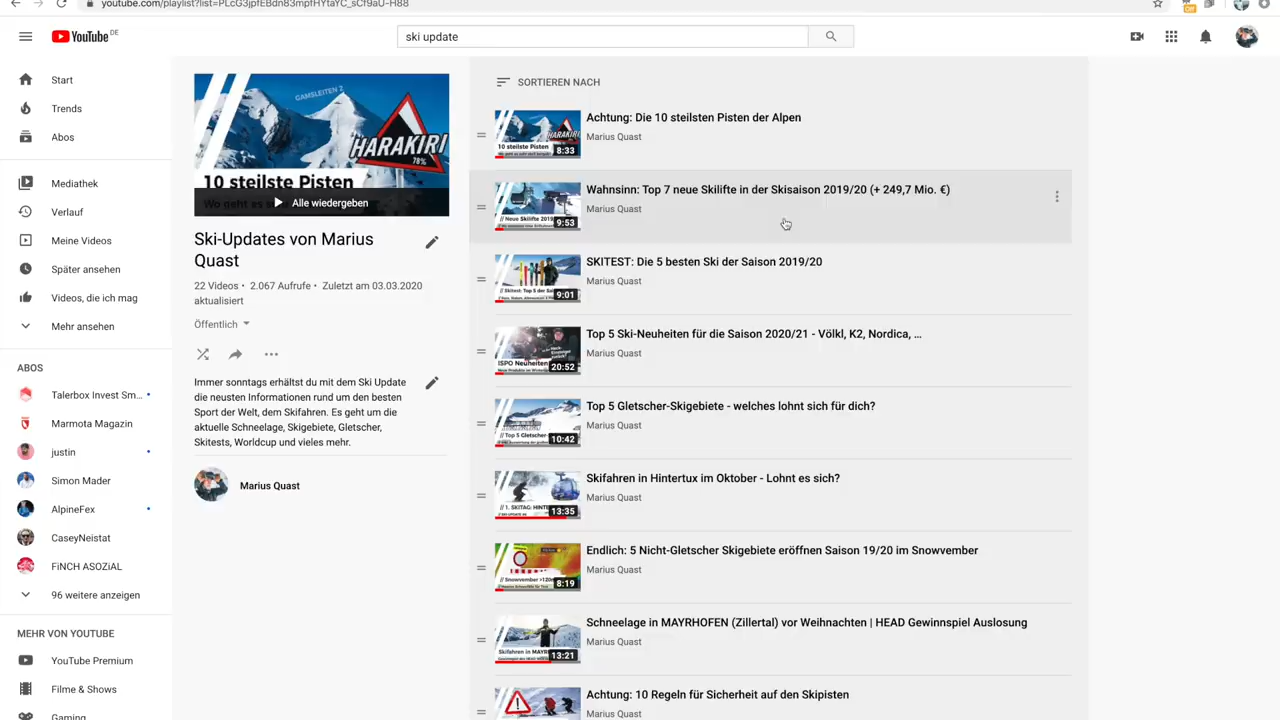 youtube.com/playlist?list=PLcG3jpfEBdn83mpfHYtaYC_sCf9aU-H88
Off
YouTube DE
ski update
Start
Trends
Abos
Mediathek
Verlauf
Meine Videos
Später ansehen
Videos, die ich mag
Mehr ansehen
ABOS
Talerbox Invest Sm...
Marmota Magazin
justin
Simon Mader
AlpineFex
CaseyNeistat
FiNCH ASOZiAL
96 weitere anzeigen
MEHR VON YOUTUBE
YouTube Premium
Filme & Shows
Gaming
GAMSLEITEN 2
HARAKIRI
78%
10 steilste Pisten
Alle wiedergeben
Ski-Updates von Marius
Quast
22 Videos • 2.067 Aufrufe • Zuletzt am 03.03.2020
aktualisiert
Öffentlich
Immer sonntags erhältst du mit dem Ski Update
die neusten Informationen rund um den besten
Sport der Welt, dem Skifahren. Es geht um die
aktuelle Schneelage, Skigebiete, Gletscher,
Skitests, Worldcup und vieles mehr.
Marius Quast
SORTIEREN NACH
HARAKIRI
10 steilste Pisten
8:33
Achtung: Die 10 steilsten Pisten der Alpen
Marius Quast
9:53
Wahnsinn: Top 7 neue Skilifte in der Skisaison 2019/20 (+ 249,7 Mio. €)
Marius Quast
9:01
SKITEST: Die 5 besten Ski der Saison 2019/20
Marius Quast
20:52
Top 5 Ski-Neuheiten für die Saison 2020/21 - Völkl, K2, Nordica, ...
Marius Quast
10:42
Top 5 Gletscher-Skigebiete - welches lohnt sich für dich?
Marius Quast
13:35
Skifahren in Hintertux im Oktober - Lohnt es sich?
Marius Quast
8:19
Endlich: 5 Nicht-Gletscher Skigebiete eröffnen Saison 19/20 im Snowvember
Marius Quast
13:21
Schneelage in MAYRHOFEN (Zillertal) vor Weihnachten | HEAD Gewinnspiel Auslosung
Marius Quast
Achtung: 10 Regeln für Sicherheit auf den Skipisten
Marius Quast